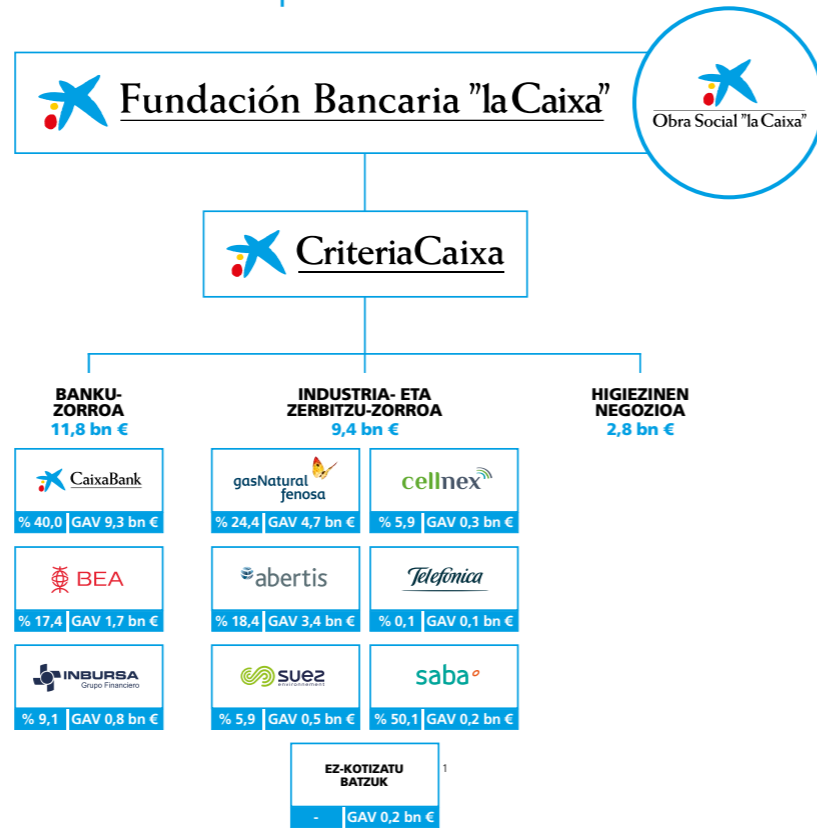 Fundación Bancaria "la Caixa"
Obra Social "la Caixa"
CriteriaCaixa
BANKU-
ZORROA
11,8 bn €
INDUSTRIA- ETA
ZERBITZU-ZORROA
9,4 bn €
HIGIEZINEN
NEGOZIOA
2,8 bn €
CaixaBank
% 40,0 GAV 9,3 bn €
gasNatural
fenosa
% 24,4 GAV 4,7 bn €
cellnex
% 5,9 GAV 0,3 bn €
BEA
% 17,4 GAV 1,7 bn €
abertis
% 18,4 GAV 3,4 bn €
Telefónica
% 0,1 GAV 0,1 bn €
INBURSA
Grupo Financiero
% 9,1 GAV 0,8 bn €
suez
environnement
% 5,9 GAV 0,5 bn €
saba
% 50,1 GAV 0,2 bn €
EZ-KOTIZATU
BATZUK
1
- GAV 0,2 bn €